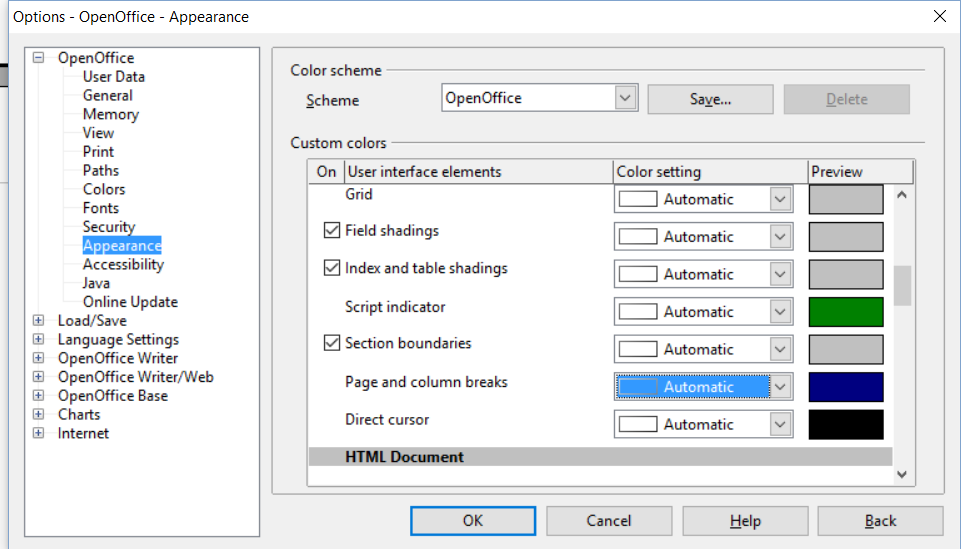 Options - OpenOffice - Appearance
OpenOffice
User Data
General
Memory
View
Print
Paths
Colors
Fonts
Security
Appearance
Accessibility
Java
Online Update
Load/Save
Language Settings
OpenOffice Writer
OpenOffice Writer/Web
OpenOffice Base
Charts
Internet
Color scheme
Scheme OpenOffice Save... Delete
Custom colors
On User interface elements Color setting Preview
Grid Automatic
Field shadings Automatic
Index and table shadings Automatic
Script indicator Automatic
Section boundaries Automatic
Page and column breaks Automatic
Direct cursor Automatic
HTML Document
OK Cancel Help Back